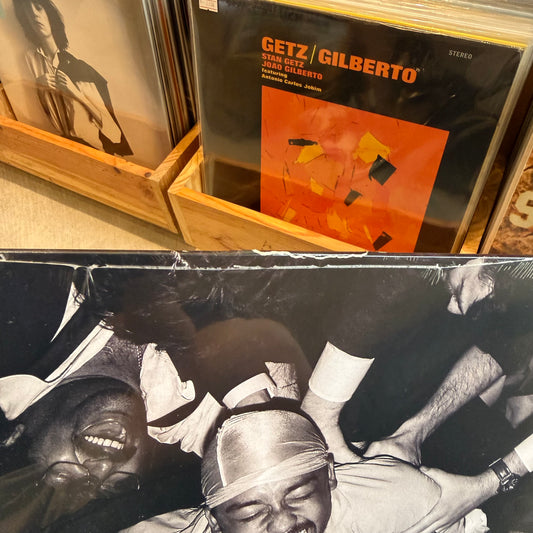 GETZ/GILBERTO
STAN GETZ
JOAO GILBERTO
featuring
Antonio Carlos Jobim
STEREO
S